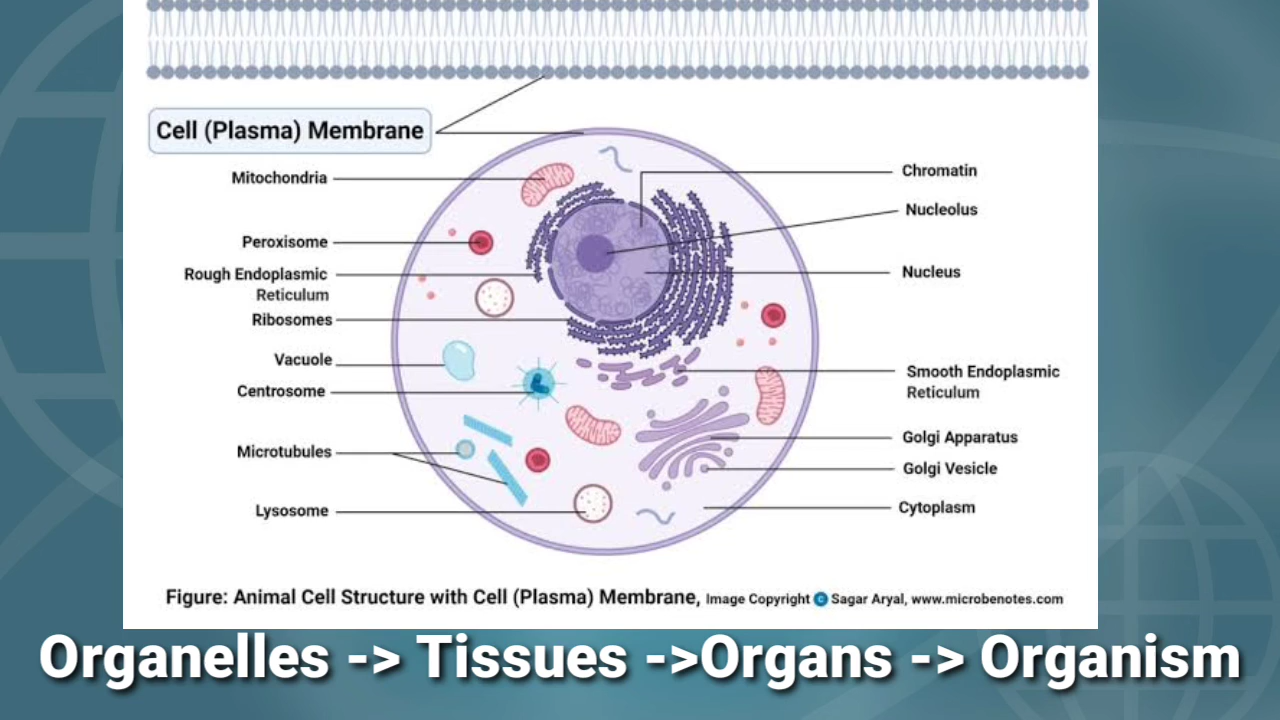 Cell (Plasma) Membrane
Mitochondria
Peroxisome
Rough Endoplasmic
Reticulum
Ribosomes
Vacuole
Centrosome
Microtubules
Lysosome
Chromatin
Nucleolus
Nucleus
Smooth Endoplasmic
Reticulum
Golgi Apparatus
Golgi Vesicle
Cytoplasm
Figure: Animal Cell Structure with Cell (Plasma) Membrane, Image Copyright © Sagar Aryal, www.microbenotes.com
Organelles -> Tissues ->Organs -> Organism